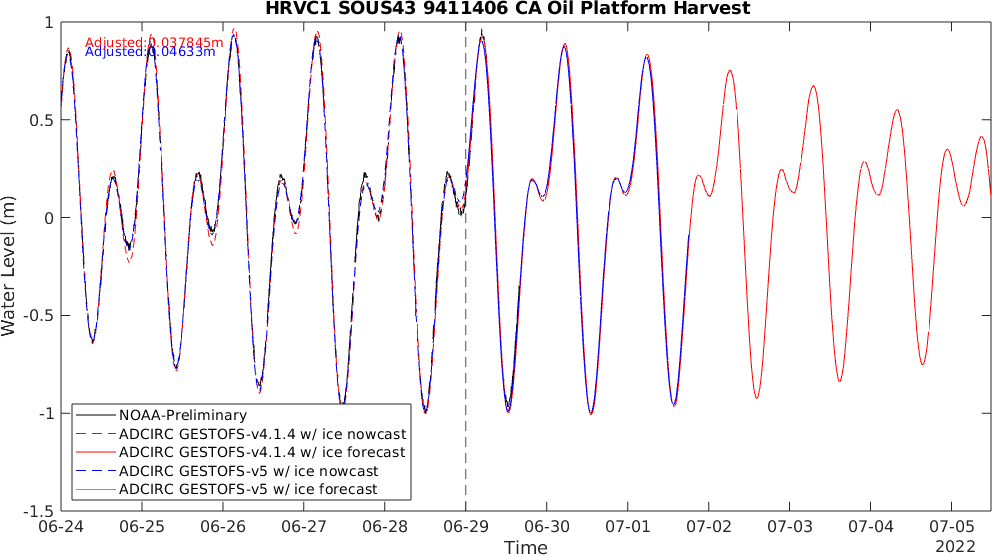 HRVC1 SOUS43 9411406 CA Oil Platform Harvest
Adjusted:0.037845m
Adjusted:0.04633m
1
0.5
0
-0.5
-1
-1.5
Water Level (m)
NOAA-Preliminary
ADCIRC GESTOFS-v4.1.4 w/ ice nowcast
ADCIRC GESTOFS-v4.1.4 w/ ice forecast
ADCIRC GESTOFS-v5 w/ ice nowcast
ADCIRC GESTOFS-v5 w/ ice forecast
06-24 06-25 06-26 06-27 06-28 06-29 06-30 07-01 07-02 07-03 07-04 07-05
Time
2022